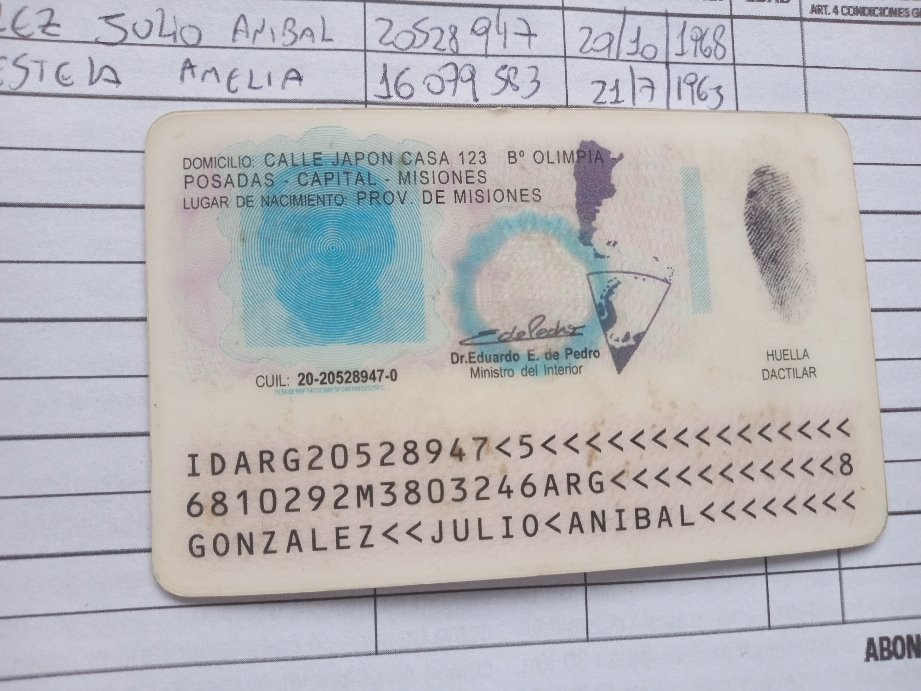 ART. 4 CONDICIONES G
EZ JULIO ANIBAL 20528947 29/10/1968
ESTELA AMELIA 16079583 21/7/1963
DOMICILIO: CALLE JAPON CASA 123 Bº OLIMPIA
POSADAS - CAPITAL - MISIONES
LUGAR DE NACIMIENTO: PROV. DE MISIONES
CUIL: 20-20528947-0
Dr.Eduardo E. de Pedro
Ministro del Interior
HUELLA
DACTILAR
IDARG20528947<5<<<<<<<<<<<<<<<
6810292M3803246ARG<<<<<<<<<<<8
GONZALEZ<<JULIO<ANIBAL<<<<<<<<
ABON